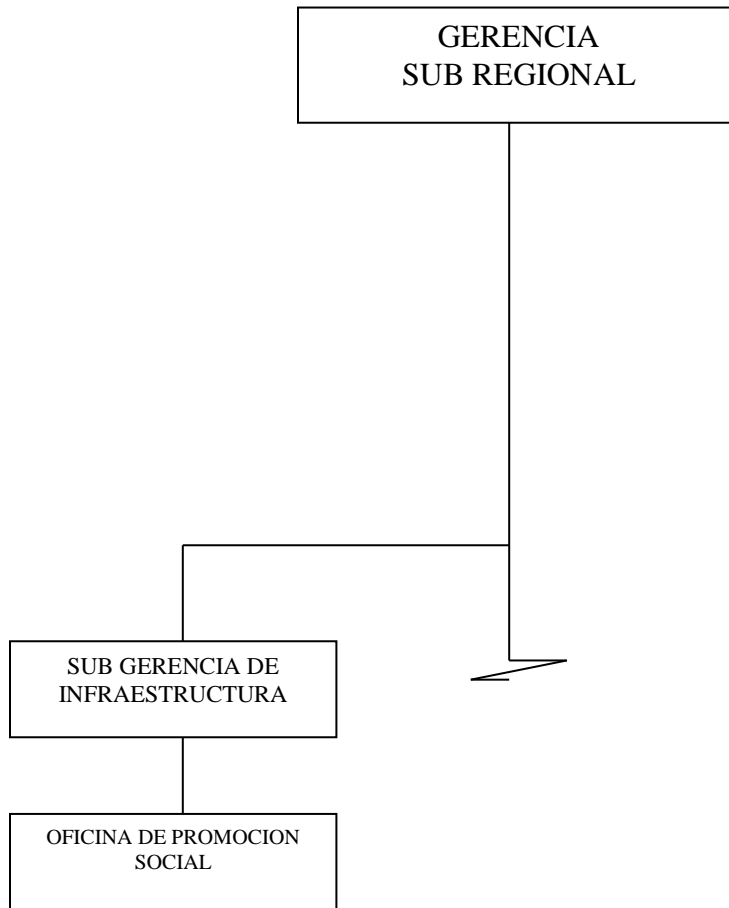 GERENCIA
SUB REGIONAL
SUB GERENCIA DE
INFRAESTRUCTURA
OFICINA DE PROMOCION
SOCIAL